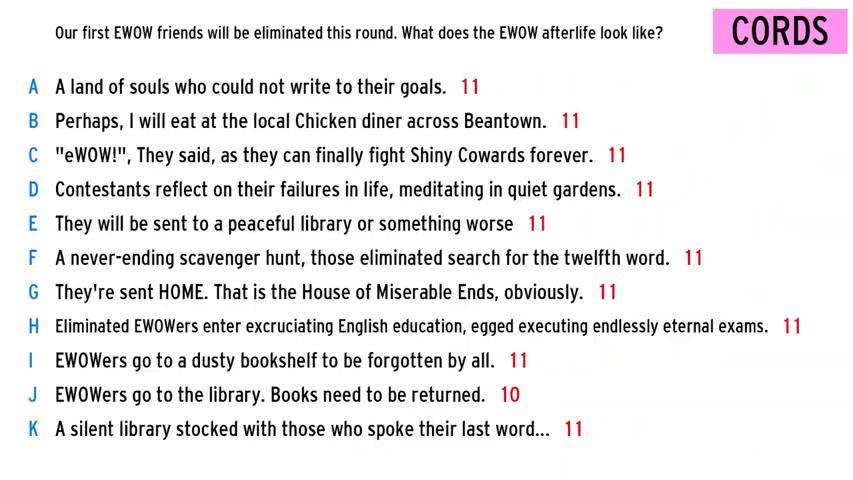 Our first EWOW friends will be eliminated this round. What does the EWOW afterlife look like?
CORDS
A A land of souls who could not write to their goals. 11
B Perhaps, I will eat at the local Chicken diner across Beantown. 11
C "eWOW!", They said, as they can finally fight Shiny Cowards forever. 11
D Contestants reflect on their failures in life, meditating in quiet gardens. 11
E They will be sent to a peaceful library or something worse 11
F A never-ending scavenger hunt, those eliminated search for the twelfth word. 11
G They're sent HOME. That is the House of Miserable Ends, obviously. 11
H Eliminated EWOWers enter excruciating English education, egged executing endlessly eternal exams. 11
I EWOWers go to a dusty bookshelf to be forgotten by all. 11
J EWOWers go to the library. Books need to be returned. 10
K A silent library stocked with those who spoke their last word... 11